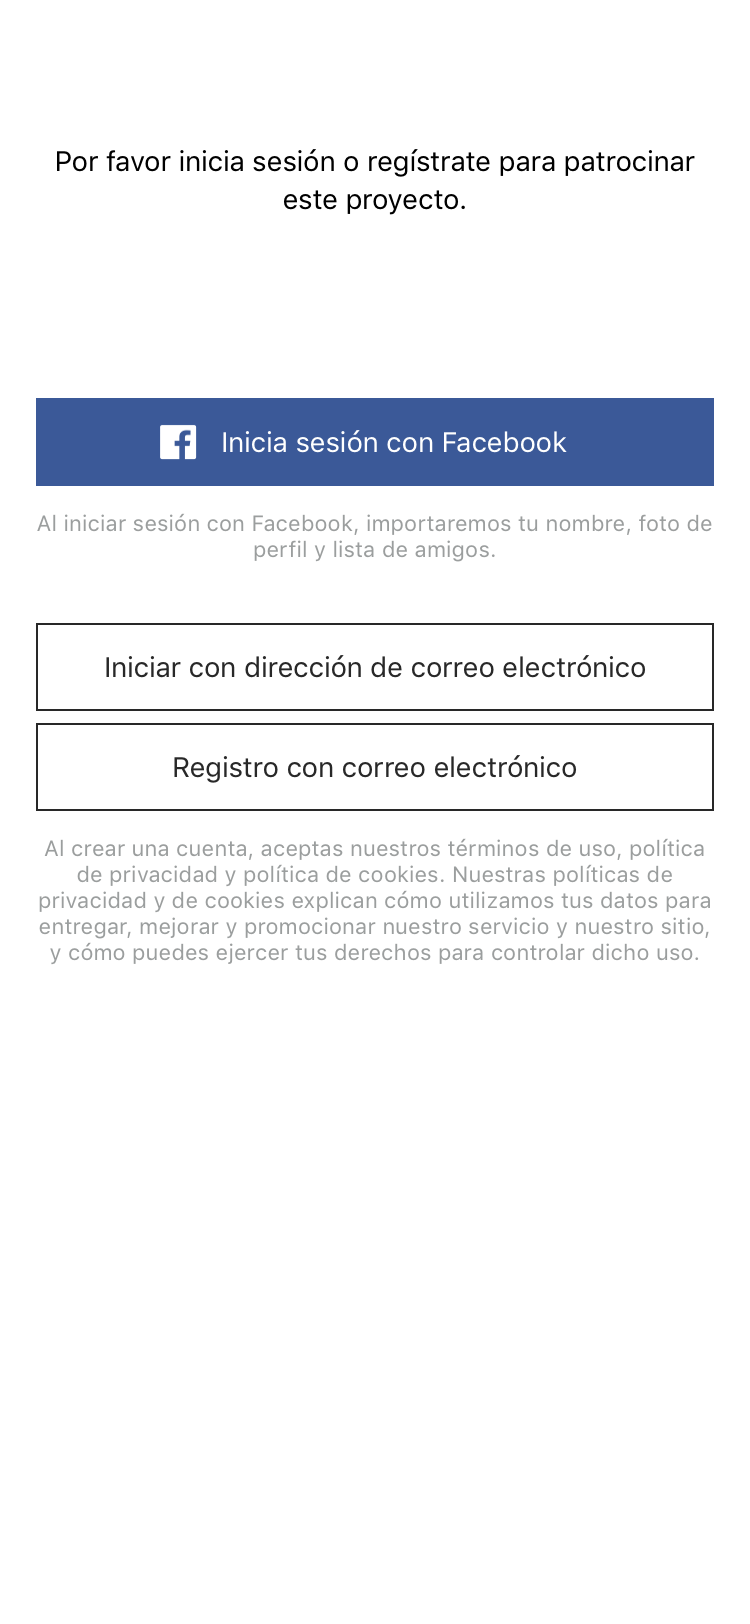 Por favor inicia sesión o regístrate para patrocinar
este proyecto.
Inicia sesión con Facebook
Al iniciar sesión con Facebook, importaremos tu nombre, foto de
perfil y lista de amigos.
Iniciar con dirección de correo electrónico
Registro con correo electrónico
Al crear una cuenta, aceptas nuestros términos de uso, política
de privacidad y política de cookies. Nuestras políticas de
privacidad y de cookies explican cómo utilizamos tus datos para
entregar, mejorar y promocionar nuestro servicio y nuestro sitio,
y cómo puedes ejercer tus derechos para controlar dicho uso.